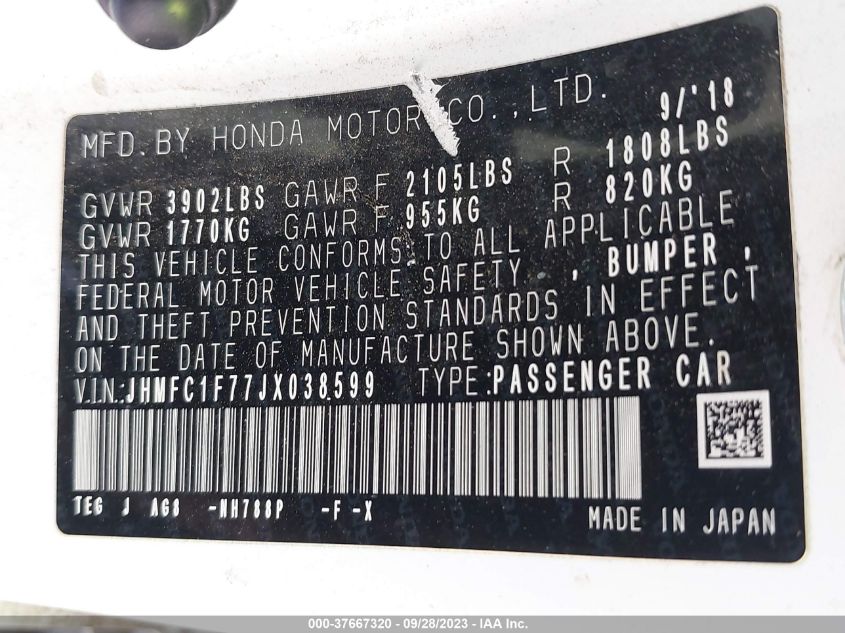 MFD. BY HONDA MOTOR CO., LTD. 9/'18
GVWR 3902LBS GAWR F 2105LBS R 1808LBS
GVWR 1770KG GAWR F 955KG R 820KG
THIS VEHICLE CONFORMS TO ALL APPLICABLE
FEDERAL MOTOR VEHICLE SAFETY , BUMPER ,
AND THEFT PREVENTION STANDARDS IN EFFECT
ON THE DATE OF MANUFACTURE SHOWN ABOVE.
V.I.N.:JHMFC1F77JX038599 TYPE:PASSENGER CAR
TEG J AG8 -NH788P -F -X
MADE IN JAPAN
000-37667320 - 09/28/2023 - IAA Inc.